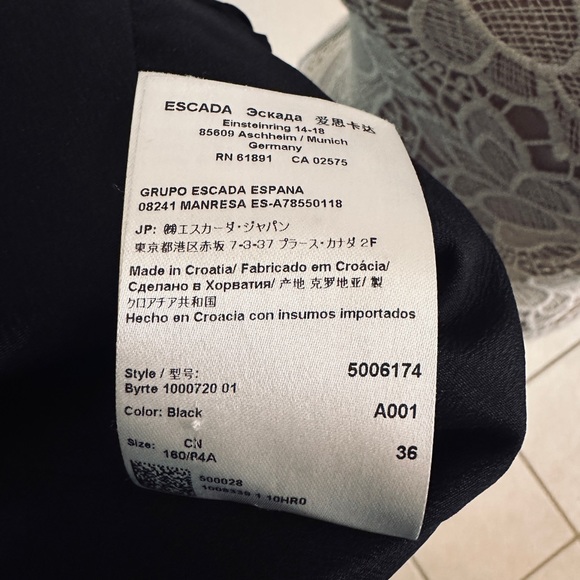 ESCADA Эскада 爱思卡达
Einsteinring 14-18
85609 Aschheim / Munich
Germany
RN 61891 CA 02575
GRUPO ESCADA ESPANA
08241 MANRESA ES-A78550118
JP: ㈱エスカーダ・ジャパン
東京都港区赤坂 7-3-37 プラース・カナダ 2F
Made in Croatia/ Fabricado em Croácia/
Сделано в Хорватия/ 产地 克罗地亚/ 製
クロアチア共和国
Hecho en Croacia con insumos importados
Style / 型号: 5006174
Byrte 1000720 01
Color: Black A001
Size: CN 36
160/84A
500028